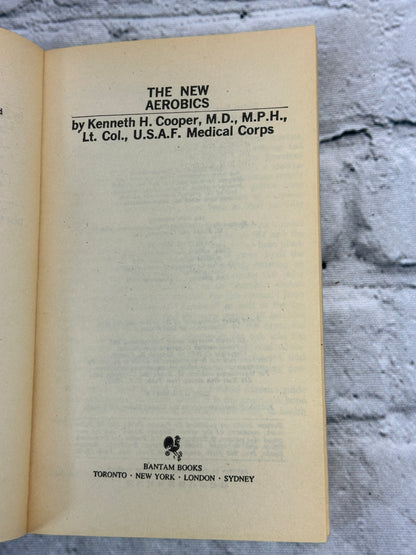 THE NEW
AEROBICS
by Kenneth H. Cooper, M.D., M.P.H.,
Lt. Col., U.S.A.F. Medical Corps
BANTAM BOOKS
TORONTO · NEW YORK · LONDON · SYDNEY